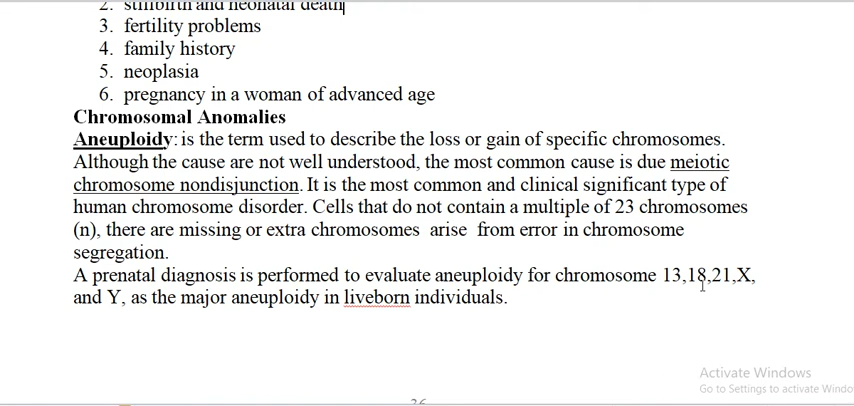 2. stillbirth and neonatal death
3. fertility problems
4. family history
5. neoplasia
6. pregnancy in a woman of advanced age
Chromosomal Anomalies
Aneuploidy: is the term used to describe the loss or gain of specific chromosomes.
Although the cause are not well understood, the most common cause is due meiotic
chromosome nondisjunction. It is the most common and clinical significant type of
human chromosome disorder. Cells that do not contain a multiple of 23 chromosomes
(n), there are missing or extra chromosomes arise from error in chromosome
segregation.
A prenatal diagnosis is performed to evaluate aneuploidy for chromosome 13,18,21,X,
and Y, as the major aneuploidy in liveborn individuals.
Activate Windows
Go to Settings to activate Windo